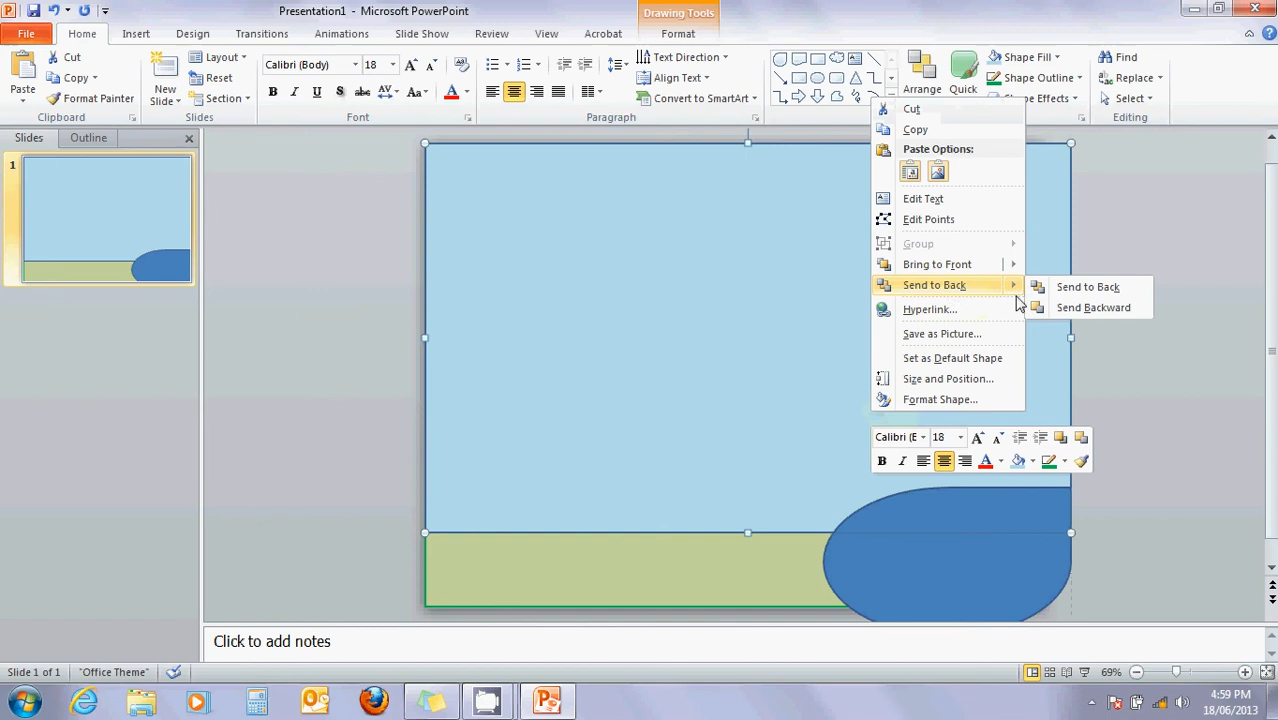 Presentation1 - Microsoft PowerPoint
Drawing Tools
File Home Insert Design Transitions Animations Slide Show Review View Acrobat Format
Paste
Cut
Copy
Format Painter
Clipboard
New Slide
Layout
Reset
Section
Slides
Calibri (Body) 18
B I U S abc AV Aa A
Font
Text Direction
Align Text
Convert to SmartArt
Paragraph
Arrange
Quick
Shape Fill
Shape Outline
Shape Effects
Find
Replace
Select
Editing
Slides Outline
1
Cut
Copy
Paste Options:
Edit Text
Edit Points
Group
Bring to Front
Send to Back
Hyperlink...
Save as Picture...
Set as Default Shape
Size and Position...
Format Shape...
Send to Back
Send Backward
Calibri (E 18
B I A
Click to add notes
Slide 1 of 1 "Office Theme" 69%
4:59 PM
18/06/2013